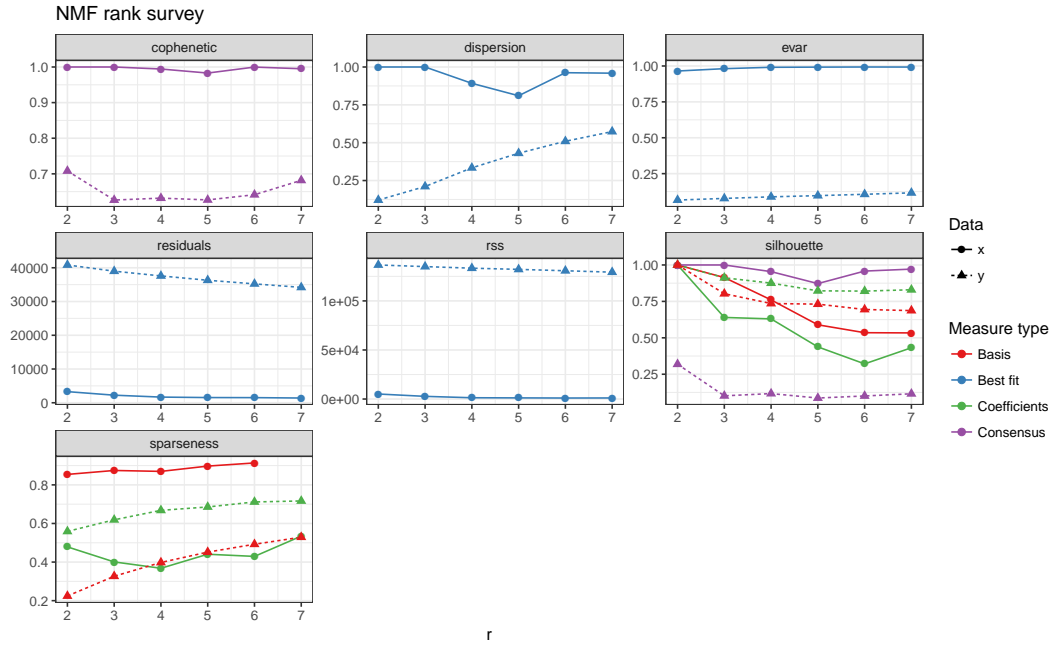 NMF rank survey
cophenetic
dispersion
evar
1.0
0.9
0.8
0.7
2 3 4 5 6 7
1.00
0.75
0.50
0.25
2 3 4 5 6 7
1.00
0.75
0.50
0.25
2 3 4 5 6 7
residuals
rss
silhouette
40000
30000
20000
10000
0
2 3 4 5 6 7
1e+05
5e+04
0e+00
2 3 4 5 6 7
1.00
0.75
0.50
0.25
2 3 4 5 6 7
sparseness
0.8
0.6
0.4
0.2
2 3 4 5 6 7
r
Data
x
y
Measure type
Basis
Best fit
Coefficients
Consensus